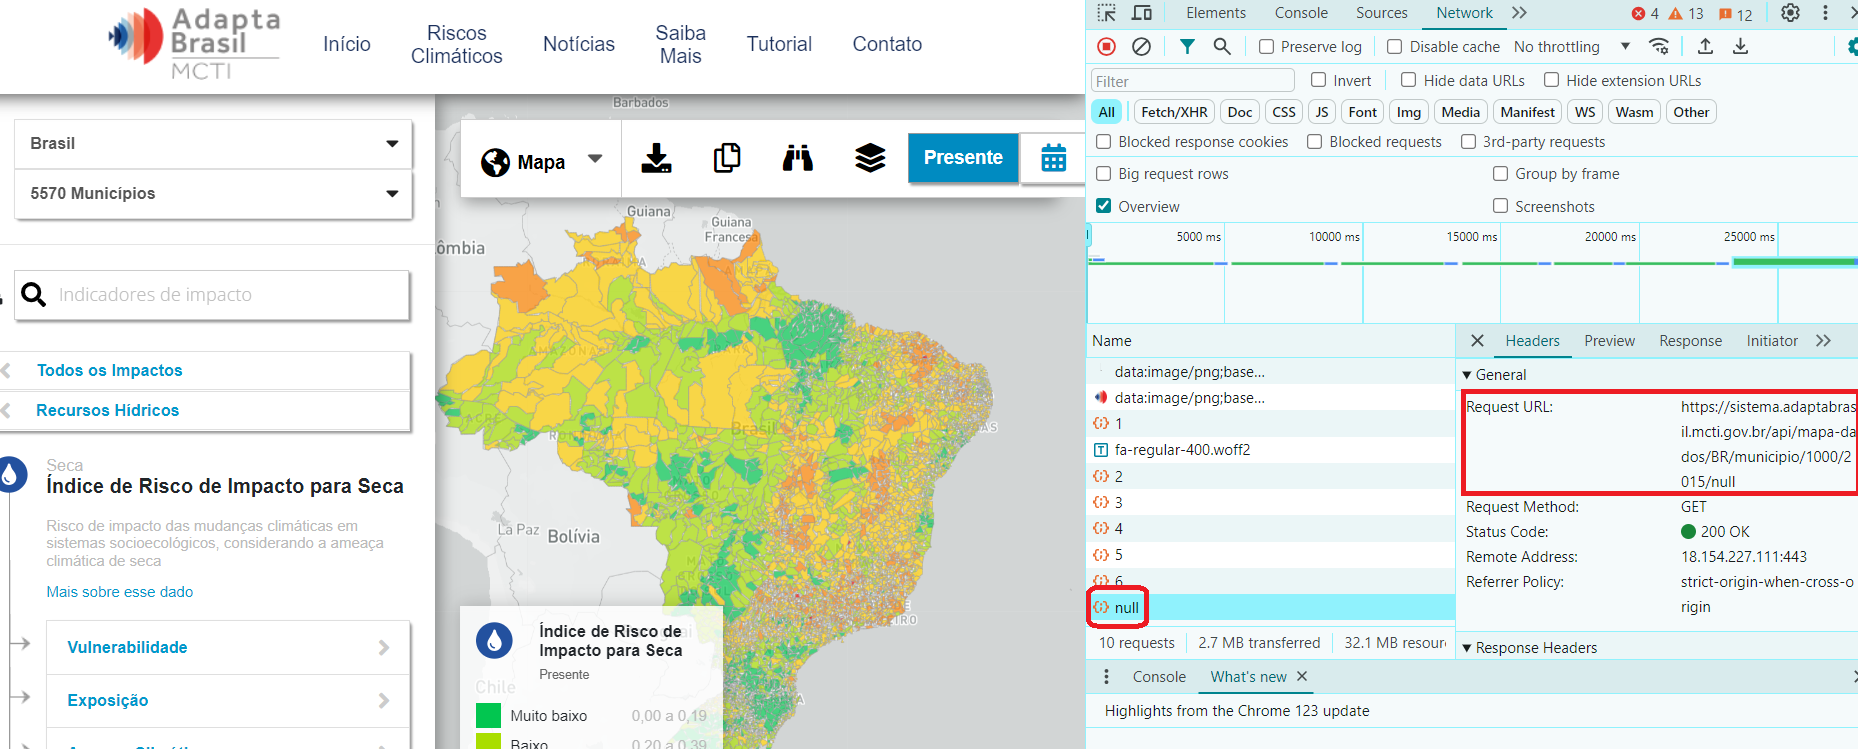 Adapta
Brasil
MCTI
Início
Riscos
Climáticos
Notícias
Saiba
Mais
Tutorial
Contato
Brasil
5570 Municípios
Indicadores de impacto
Todos os Impactos
Recursos Hídricos
Seca
Índice de Risco de Impacto para Seca
Risco de impacto das mudanças climáticas em
sistemas socioecológicos, considerando a ameaça
climática de seca
Mais sobre esse dado
Vulnerabilidade
Exposição
Barbados
Mapa
Presente
Guiana
Guiana
Francesa
ômbia
Brasil
La Paz
Bolívia
Índice de Risco de
Impacto para Seca
Presente
Chile
Muito baixo 0,00 a 0,19
Baixo 0,20 a 0,39
Elements Console Sources Network 4 13 12
Preserve log Disable cache No throttling
Filter Invert Hide data URLs Hide extension URLs
All Fetch/XHR Doc CSS JS Font Img Media Manifest WS Wasm Other
Blocked response cookies Blocked requests 3rd-party requests
Big request rows Group by frame
Overview Screenshots
5000 ms 10000 ms 15000 ms 20000 ms 25000 ms
Name
data:image/png;base...
data:image/png;base...
1
fa-regular-400.woff2
2
3
4
5
6
null
10 requests 2.7 MB transferred 32.1 MB resour
Headers Preview Response Initiator
General
Request URL: https://sistema.adaptabras
il.mcti.gov.br/api/mapa-da
dos/BR/municipio/1000/2
015/null
Request Method: GET
Status Code: 200 OK
Remote Address: 18.154.227.111:443
Referrer Policy: strict-origin-when-cross-o
rigin
Response Headers
Console What's new
Highlights from the Chrome 123 update